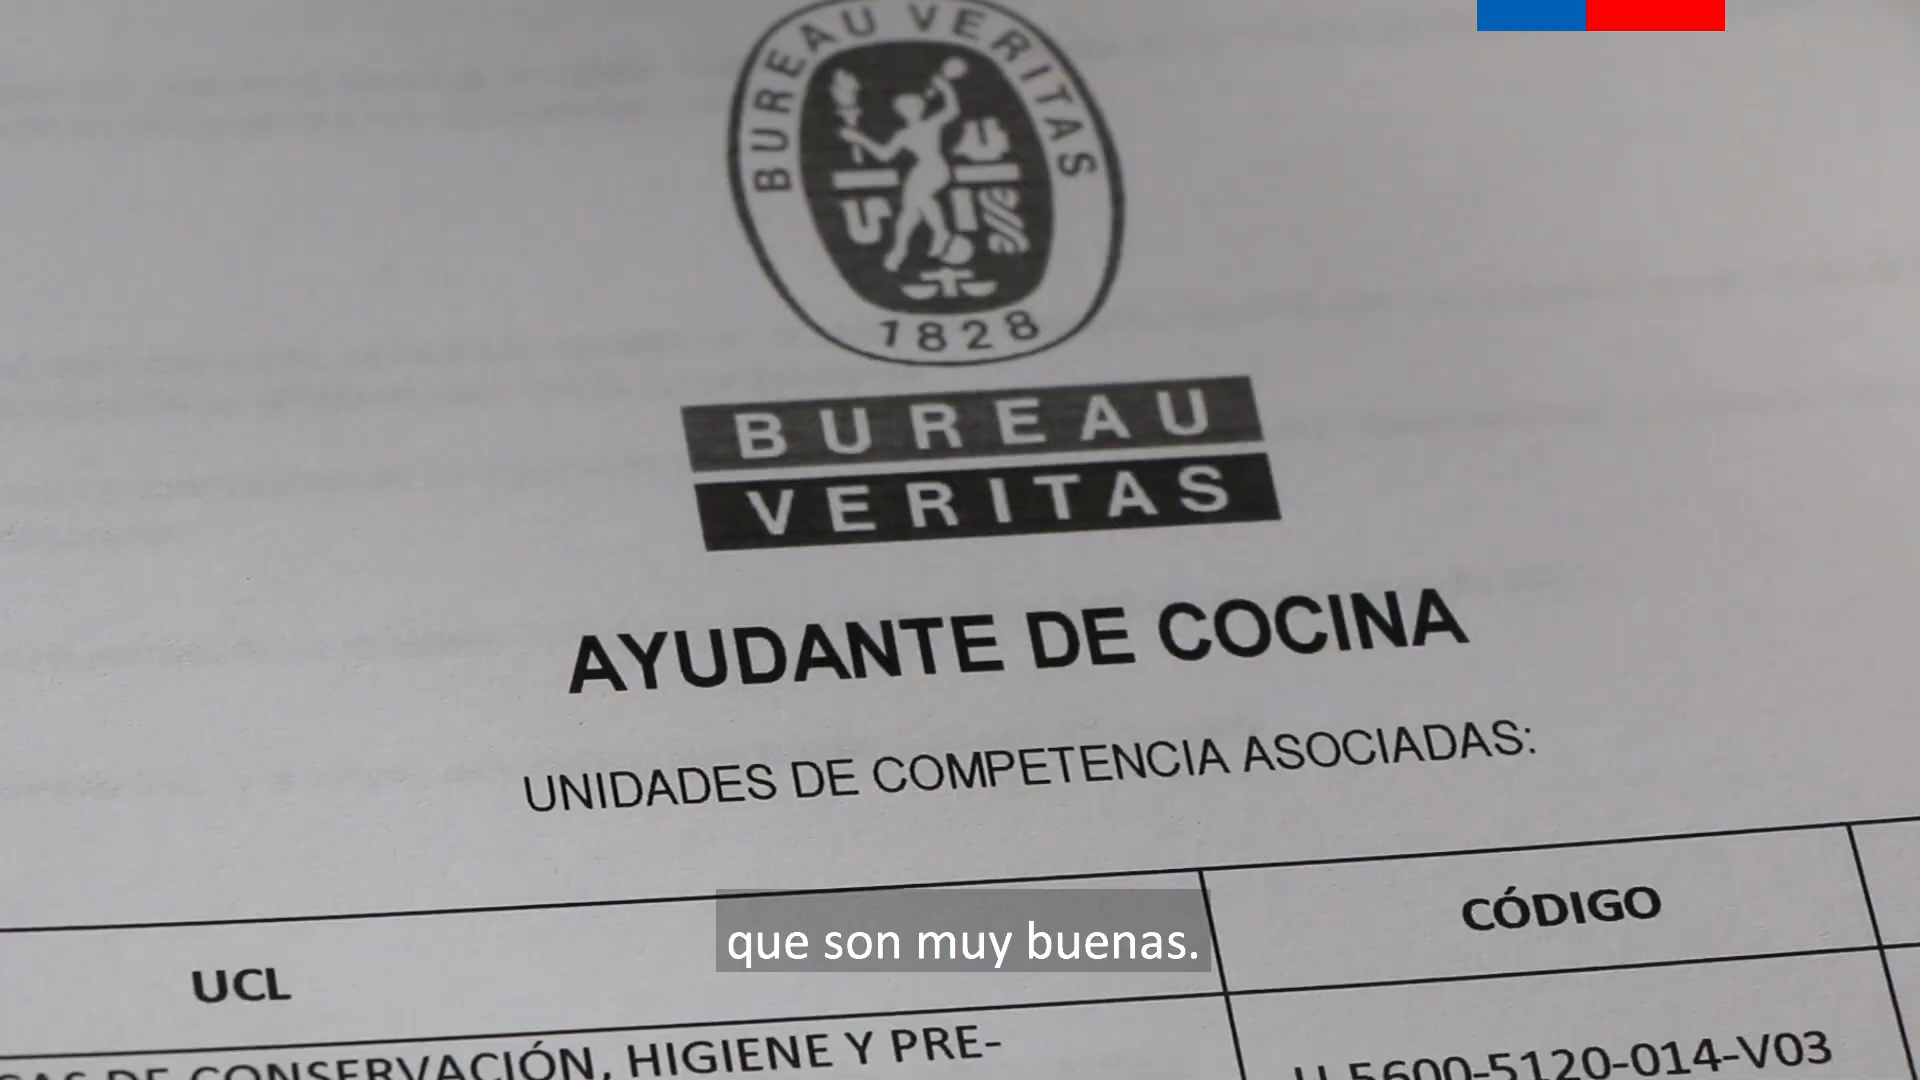 BUREAU VERITAS
1828
BUREAU
VERITAS
AYUDANTE DE COCINA
UNIDADES DE COMPETENCIA ASOCIADAS:
UCL
CÓDIGO
DE CONSERVACIÓN, HIGIENE Y PRE-
U-5600-5120-014-V03
que son muy buenas.